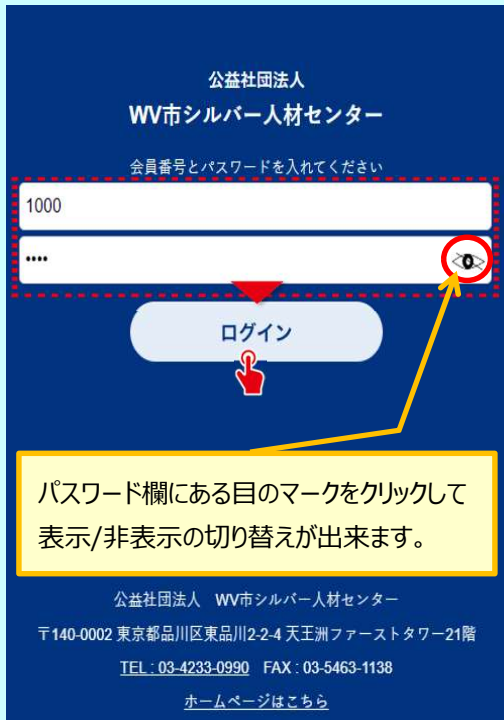 公益社団法人
WV市シルバー人材センター
会員番号とパスワードを入れてください
1000
••••
ログイン
パスワード欄にある目のマークをクリックして
表示/非表示の切り替えが出来ます。
公益社団法人　WV市シルバー人材センター
〒140-0002 東京都品川区東品川2-2-4 天王洲ファーストタワー21階
TEL : 03-4233-0990　FAX : 03-5463-1138
ホームページはこちら